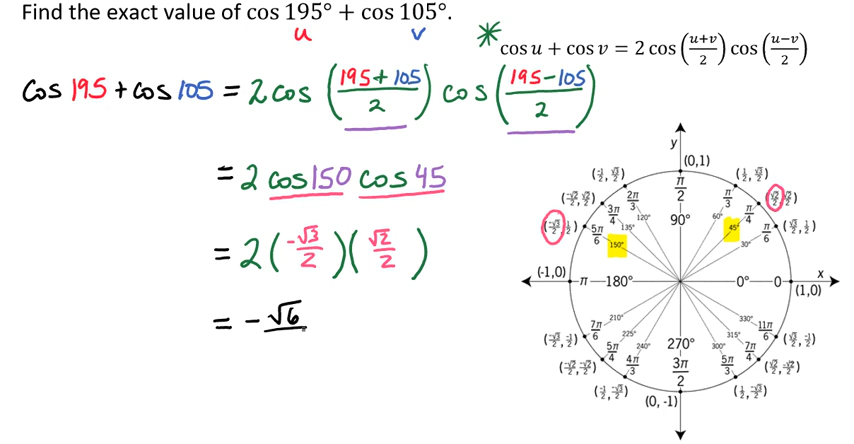 Find the exact value of cos 195° + cos 105°.
u v
* cos u + cos v = 2 cos ((u+v)/2) cos ((u−v)/2)
cos 195 + cos 105 = 2 cos ((195+105)/2) cos ((195−105)/2)
= 2 cos 150 cos 45
= 2 (−√3/2)(√2/2)
= −√6
y
(0,1)
(-1/2, √3/2) (1/2, √3/2)
(-√2/2, √2/2) 2π/3 π/2 π/3 (√2/2, √2/2)
3π/4 120° 90° 60° π/4
(-√3/2, 1/2) 5π/6 135° 45° π/6 (√3/2, 1/2)
150° 30°
(-1,0) π 180° 0° 0 x
(1,0)
210° 330°
(-√3/2, -1/2) 7π/6 225° 315° 11π/6 (√3/2, -1/2)
5π/4 240° 270° 300° 7π/4
(-√2/2, -√2/2) 4π/3 3π/2 5π/3 (√2/2, -√2/2)
(-1/2, -√3/2) (1/2, -√3/2)
(0, -1)